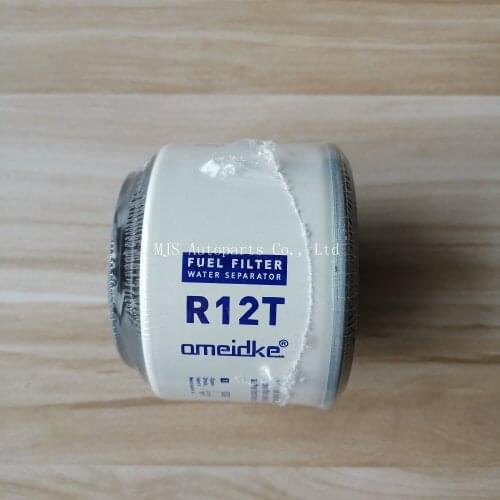 MJS Autoparts Co., Ltd
FUEL FILTER
WATER SEPARATOR
R12T
ameidke®